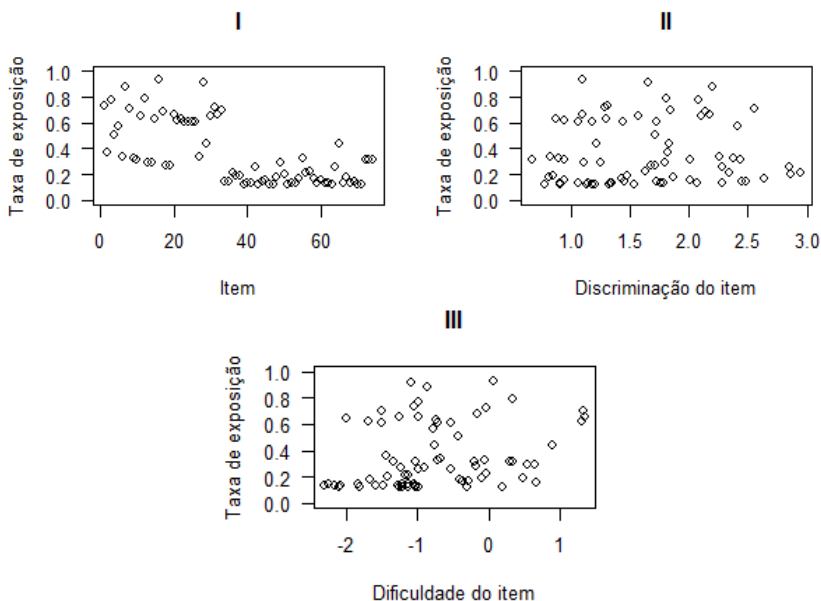 I
Taxa de exposição
1.0
0.8
0.6
0.4
0.2
0.0
0 20 40 60
Item
II
Taxa de exposição
1.0
0.8
0.6
0.4
0.2
0.0
1.0 1.5 2.0 2.5 3.0
Discriminação do item
III
Taxa de exposição
1.0
0.8
0.6
0.4
0.2
0.0
-2 -1 0 1
Dificuldade do item